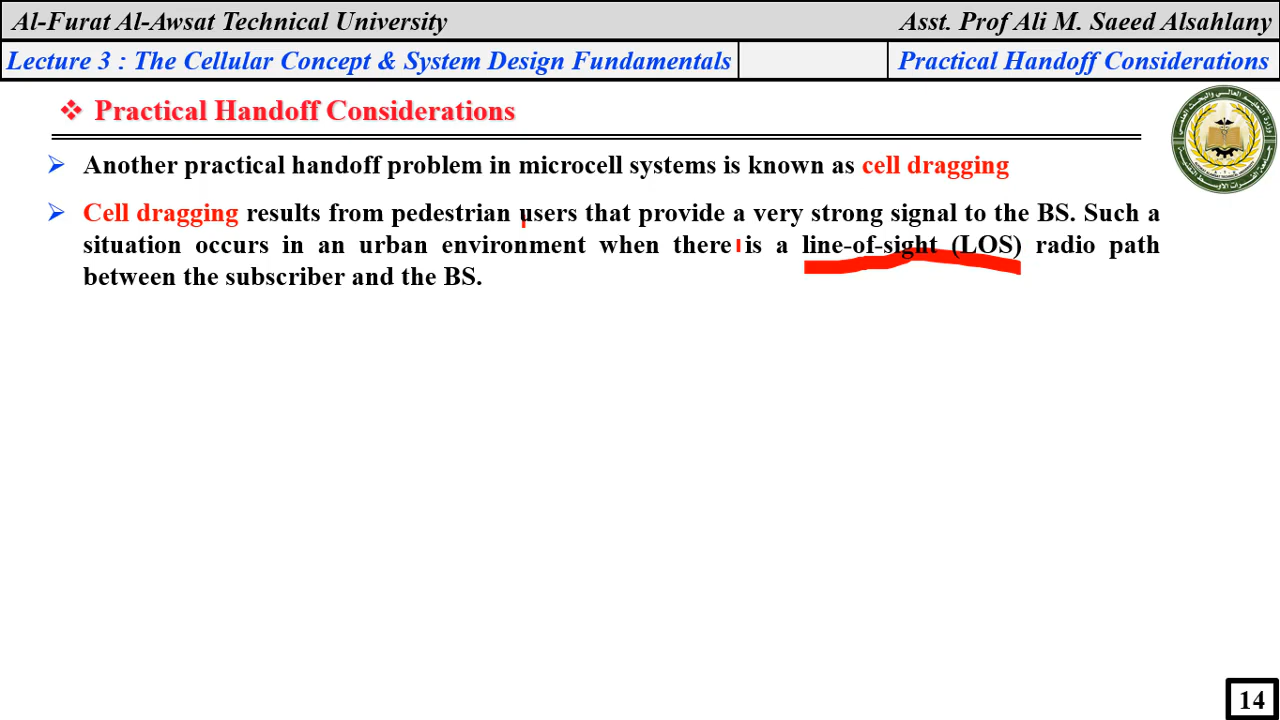 Al-Furat Al-Awsat Technical University
Asst. Prof Ali M. Saeed Alsahlany
Lecture 3 : The Cellular Concept & System Design Fundamentals
Practical Handoff Considerations
❖ Practical Handoff Considerations
➢ Another practical handoff problem in microcell systems is known as cell dragging
➢ Cell dragging results from pedestrian users that provide a very strong signal to the BS. Such a
situation occurs in an urban environment when there is a line-of-sight (LOS) radio path
between the subscriber and the BS.
14